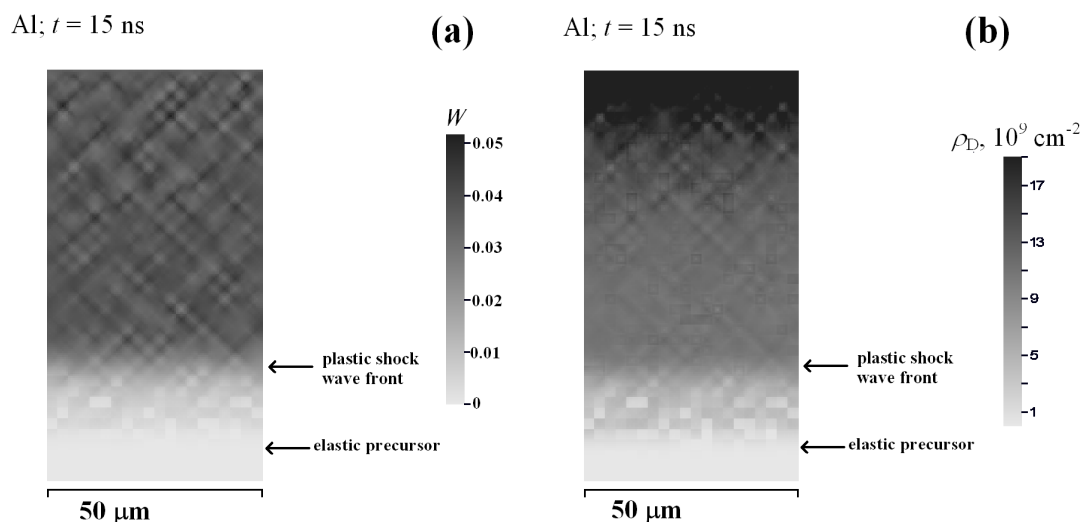 Al; t = 15 ns
(a)
W
0.05
0.04
0.03
0.02
0.01
0
plastic shock
wave front
elastic precursor
50 μm
Al; t = 15 ns
(b)
ρD, 10⁹ cm⁻²
17
13
9
5
1
plastic shock
wave front
elastic precursor
50 μm